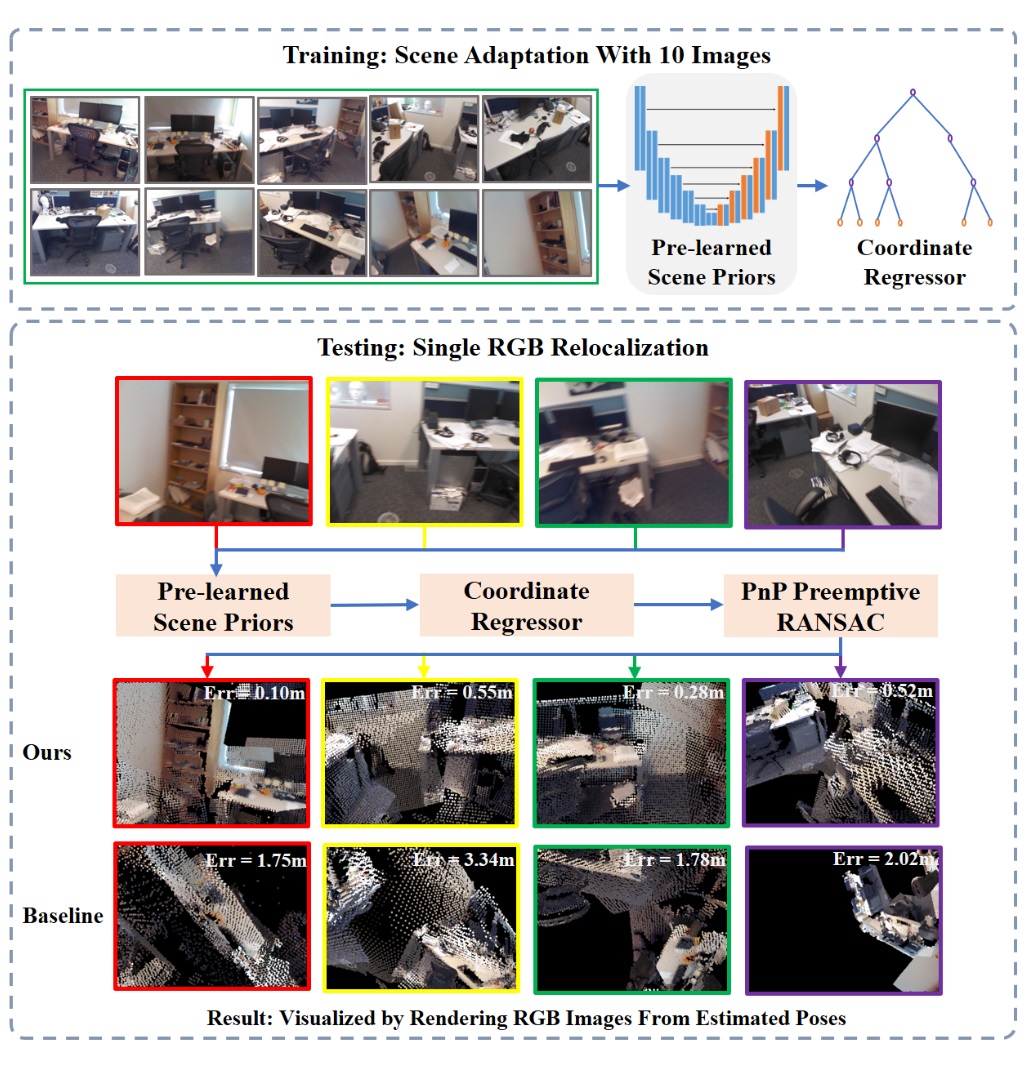 Training: Scene Adaptation With 10 Images
Pre-learned
Scene Priors
Coordinate
Regressor
Testing: Single RGB Relocalization
Pre-learned
Scene Priors
Coordinate
Regressor
PnP Preemptive
RANSAC
Ours
Err = 0.10m
Err = 0.55m
Err = 0.28m
Err = 0.52m
Baseline
Err = 1.75m
Err = 3.34m
Err = 1.78m
Err = 2.02m
Result: Visualized by Rendering RGB Images From Estimated Poses